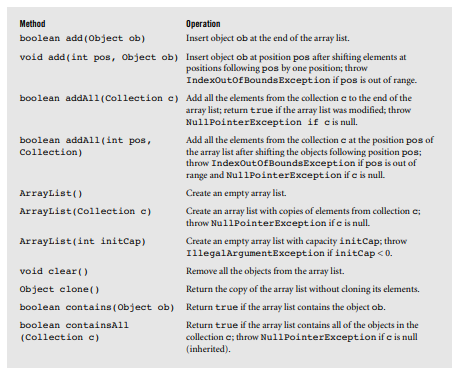 Method Operation
boolean add(Object ob) Insert object ob at the end of the array list.
void add(int pos, Object ob) Insert object ob at position pos after shifting elements at
positions following pos by one position; throw
IndexOutOfBoundsException if pos is out of range.
boolean addAll(Collection c) Add all the elements from the collection c to the end of the
array list; return true if the array list was modified; throw
NullPointerException if c is null.
boolean addAll(int pos, Add all the elements from the collection c at the position pos of
Collection) the array list after shifting the objects following position pos;
throw IndexOutOfBoundsException if pos is out of
range and NullPointerException if c is null.
ArrayList() Create an empty array list.
ArrayList(Collection c) Create an array list with copies of elements from collection c;
throw NullPointerException if c is null.
ArrayList(int initCap) Create an empty array list with capacity initCap; throw
IllegalArgumentException if initCap < 0.
void clear() Remove all the objects from the array list.
Object clone() Return the copy of the array list without cloning its elements.
boolean contains(Object ob) Return true if the array list contains the object ob.
boolean containsAll Return true if the array list contains all of the objects in the
(Collection c) collection c; throw NullPointerException if c is null
(inherited).